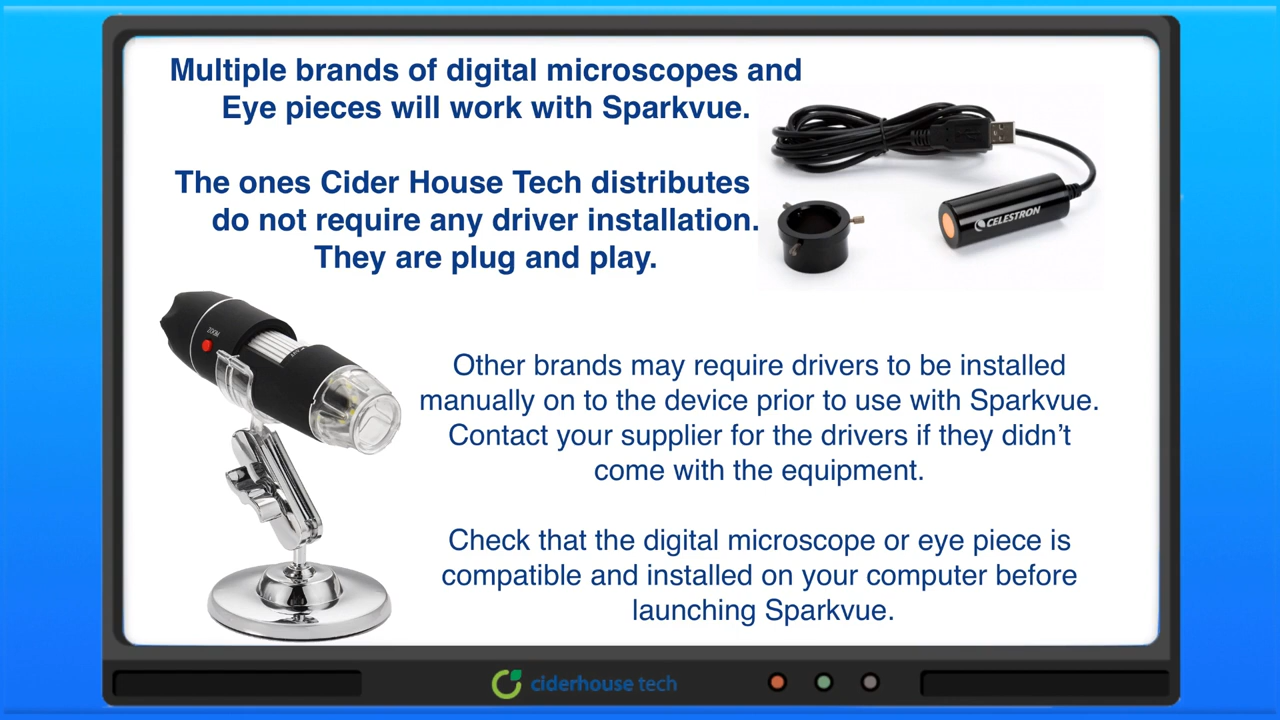 Multiple brands of digital microscopes and
Eye pieces will work with Sparkvue.
The ones Cider House Tech distributes
do not require any driver installation.
They are plug and play.
CELESTRON
ZOOM
Other brands may require drivers to be installed
manually on to the device prior to use with Sparkvue.
Contact your supplier for the drivers if they didn’t
come with the equipment.
Check that the digital microscope or eye piece is
compatible and installed on your computer before
launching Sparkvue.
ciderhouse tech